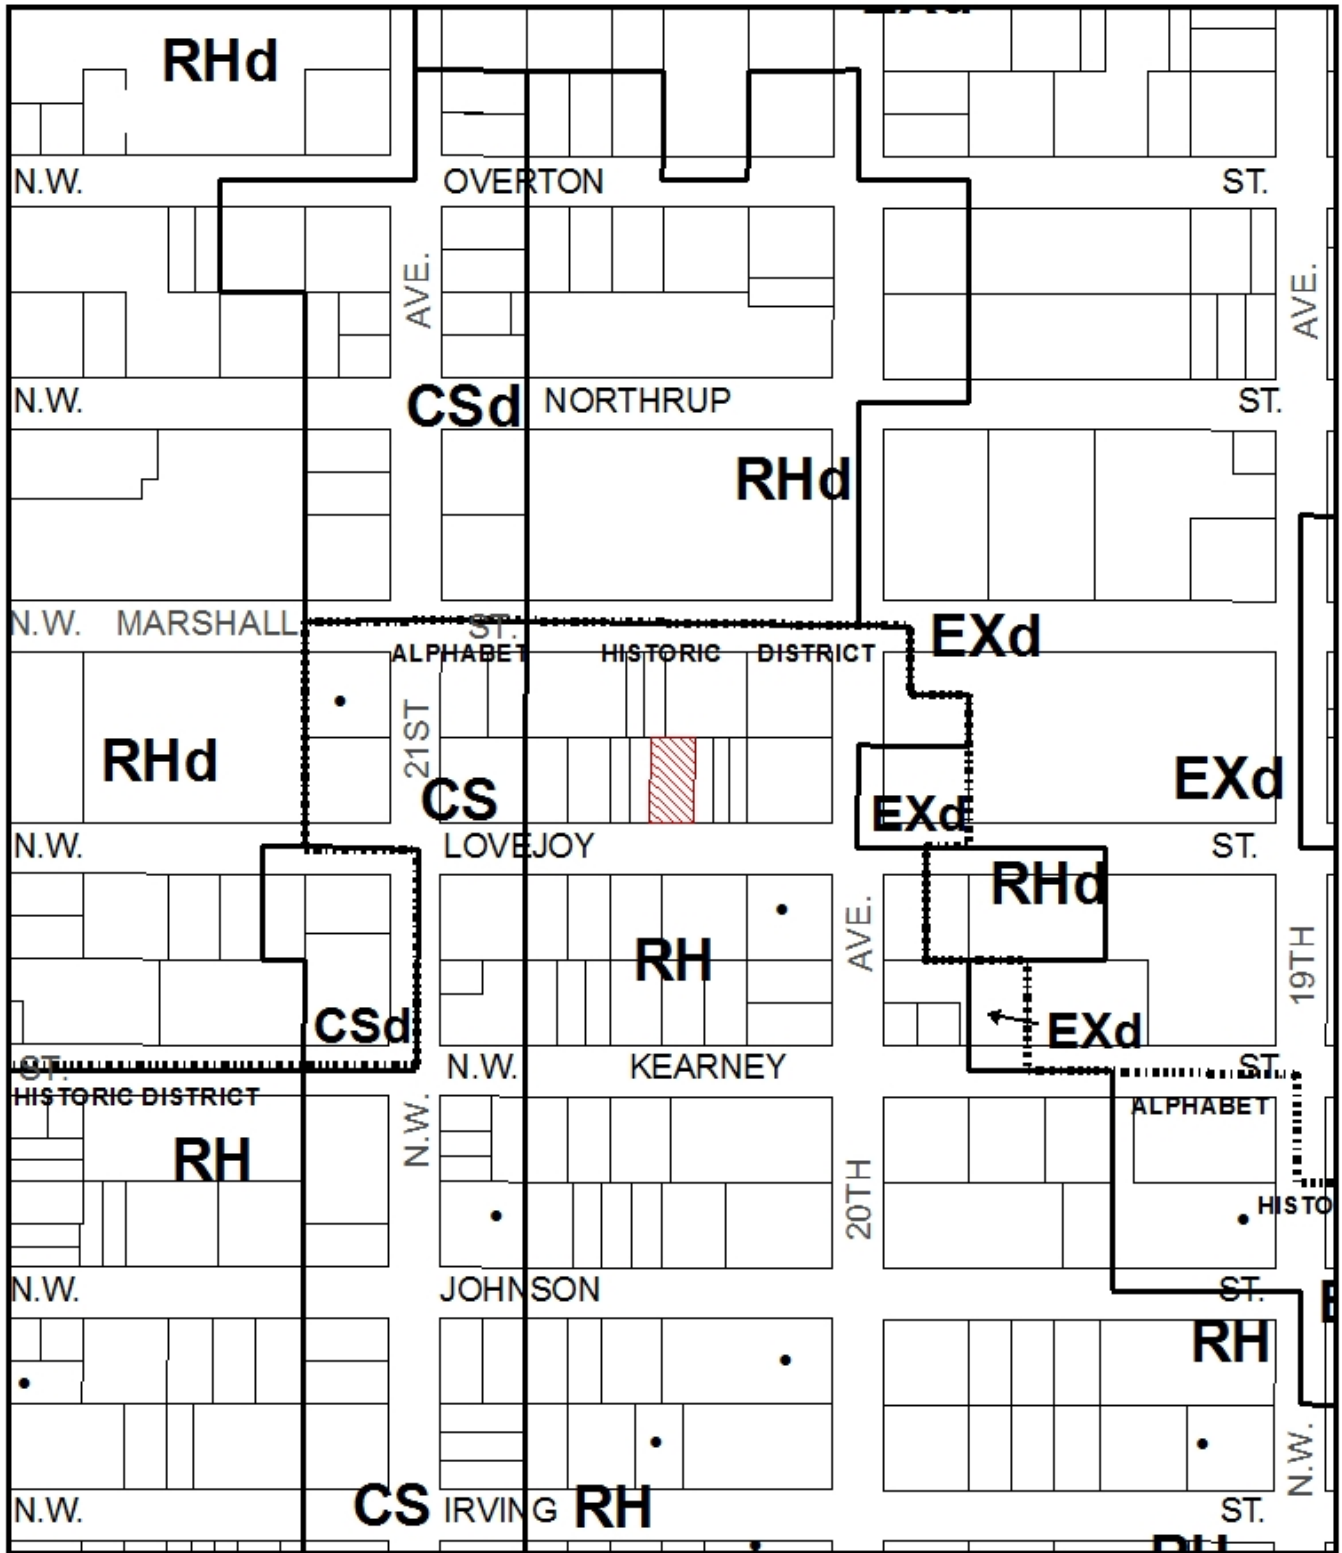 EXd
RHd
N.W. OVERTON ST.
AVE.
AVE.
N.W. CSd NORTHRUP ST.
RHd
N.W. MARSHALL ST.
EXd
ALPHABET HISTORIC DISTRICT
21ST
RHd
EXd
CS
EXd
N.W. LOVEJOY ST.
RHd
AVE.
RH
19TH
CSd
EXd
ST. N.W. KEARNEY ST.
HISTORIC DISTRICT
ALPHABET
N.W.
RH
20TH
HISTO
N.W. JOHNSON ST.
E
RH
N.W.
CS
RH
N.W. IRVING ST.
RH